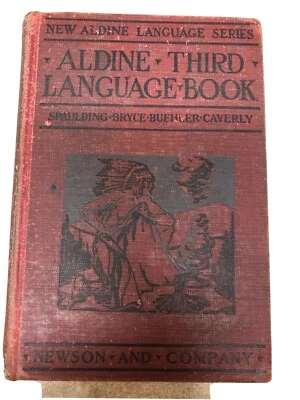 NEW ALDINE LANGUAGE SERIES
ALDINE · THIRD
LANGUAGE · BOOK
SPAULDING · BRYCE · BUEHLER · CAVERLY
· NEWSON · AND · COMPANY ·